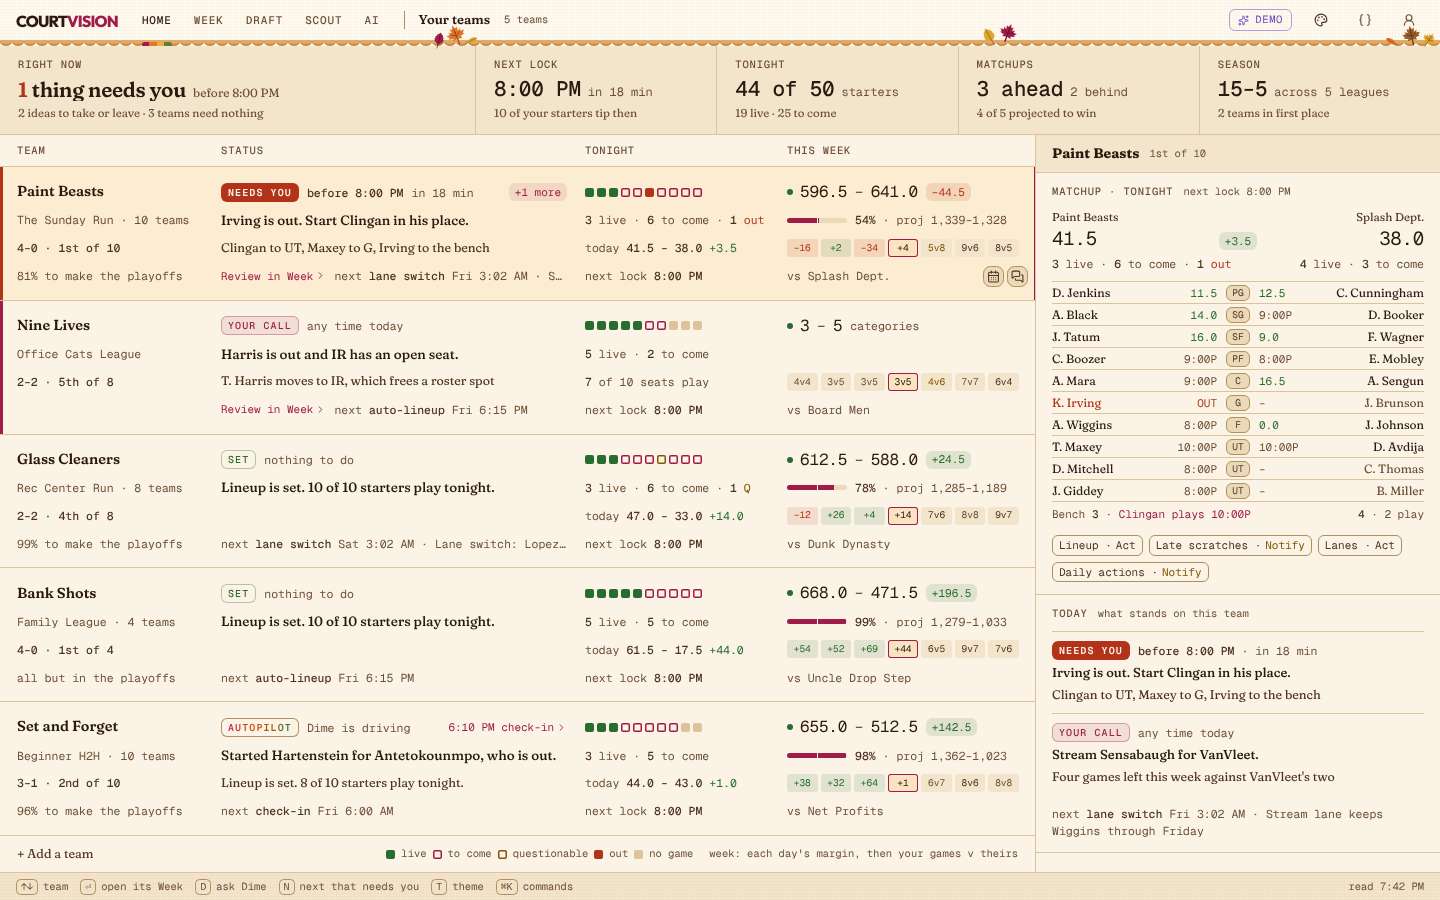 COURTVISION HOME WEEK DRAFT SCOUT AI Your teams 5 teams DEMO { }
RIGHT NOW
1 thing needs you before 8:00 PM
2 ideas to take or leave · 3 teams need nothing
NEXT LOCK
8:00 PM in 18 min
10 of your starters tip then
TONIGHT
44 of 50 starters
19 live · 25 to come
MATCHUPS
3 ahead 2 behind
4 of 5 projected to win
SEASON
15-5 across 5 leagues
2 teams in first place
TEAM STATUS TONIGHT THIS WEEK
Paint Beasts NEEDS YOU before 8:00 PM in 18 min +1 more 596.5 - 641.0 -44.5
The Sunday Run · 10 teams Irving is out. Start Clingan in his place. 3 live · 6 to come · 1 out 54% · proj 1,339-1,328
4-0 · 1st of 10 Clingan to UT, Maxey to G, Irving to the bench today 41.5 - 38.0 +3.5 -16 +2 -34 +4 5v8 9v6 8v5
81% to make the playoffs Review in Week › next lane switch Fri 3:02 AM · S… next lock 8:00 PM vs Splash Dept.
Nine Lives YOUR CALL any time today 3 - 5 categories
Office Cats League Harris is out and IR has an open seat. 5 live · 2 to come
2-2 · 5th of 8 T. Harris moves to IR, which frees a roster spot 7 of 10 seats play 4v4 3v5 3v5 3v5 4v6 7v7 6v4
Review in Week › next auto-lineup Fri 6:15 PM next lock 8:00 PM vs Board Men
Glass Cleaners SET nothing to do 612.5 - 588.0 +24.5
Rec Center Run · 8 teams Lineup is set. 10 of 10 starters play tonight. 3 live · 6 to come · 1 Q 78% · proj 1,285-1,189
2-2 · 4th of 8 today 47.0 - 33.0 +14.0 -12 +26 +4 +14 7v6 8v8 9v7
99% to make the playoffs next lane switch Sat 3:02 AM · Lane switch: Lopez… next lock 8:00 PM vs Dunk Dynasty
Bank Shots SET nothing to do 668.0 - 471.5 +196.5
Family League · 4 teams Lineup is set. 10 of 10 starters play tonight. 5 live · 5 to come 99% · proj 1,279-1,033
4-0 · 1st of 4 today 61.5 - 17.5 +44.0 +54 +52 +69 +44 6v5 9v7 7v6
all but in the playoffs next auto-lineup Fri 6:15 PM next lock 8:00 PM vs Uncle Drop Step
Set and Forget AUTOPILOT Dime is driving 6:10 PM check-in › 655.0 - 512.5 +142.5
Beginner H2H · 10 teams Started Hartenstein for Antetokounmpo, who is out. 3 live · 5 to come 98% · proj 1,362-1,023
3-1 · 2nd of 10 Lineup is set. 8 of 10 starters play tonight. today 44.0 - 43.0 +1.0 +38 +32 +64 +1 6v7 8v6 8v8
96% to make the playoffs next check-in Fri 6:00 AM next lock 8:00 PM vs Net Profits
+ Add a team live to come questionable out no game week: each day's margin, then your games v theirs
Paint Beasts 1st of 10
MATCHUP · TONIGHT next lock 8:00 PM
Paint Beasts Splash Dept.
41.5 +3.5 38.0
3 live · 6 to come · 1 out 4 live · 3 to come
D. Jenkins 11.5 PG 12.5 C. Cunningham
A. Black 14.0 SG 9:00P D. Booker
J. Tatum 16.0 SF 9.0 F. Wagner
C. Boozer 9:00P PF 8:00P E. Mobley
A. Mara 9:00P C 16.5 A. Sengun
K. Irving OUT G - J. Brunson
A. Wiggins 8:00P F 0.0 J. Johnson
T. Maxey 10:00P UT 10:00P D. Avdija
D. Mitchell 8:00P UT - C. Thomas
J. Giddey 8:00P UT - B. Miller
Bench 3 · Clingan plays 10:00P 4 · 2 play
Lineup · Act Late scratches · Notify Lanes · Act
Daily actions · Notify
TODAY what stands on this team
NEEDS YOU before 8:00 PM · in 18 min
Irving is out. Start Clingan in his place.
Clingan to UT, Maxey to G, Irving to the bench
YOUR CALL any time today
Stream Sensabaugh for VanVleet.
Four games left this week against VanVleet's two
next lane switch Fri 3:02 AM · Stream lane keeps
Wiggins through Friday
↑↓ team ⏎ open its Week D ask Dime N next that needs you T theme ⌘K commands read 7:42 PM